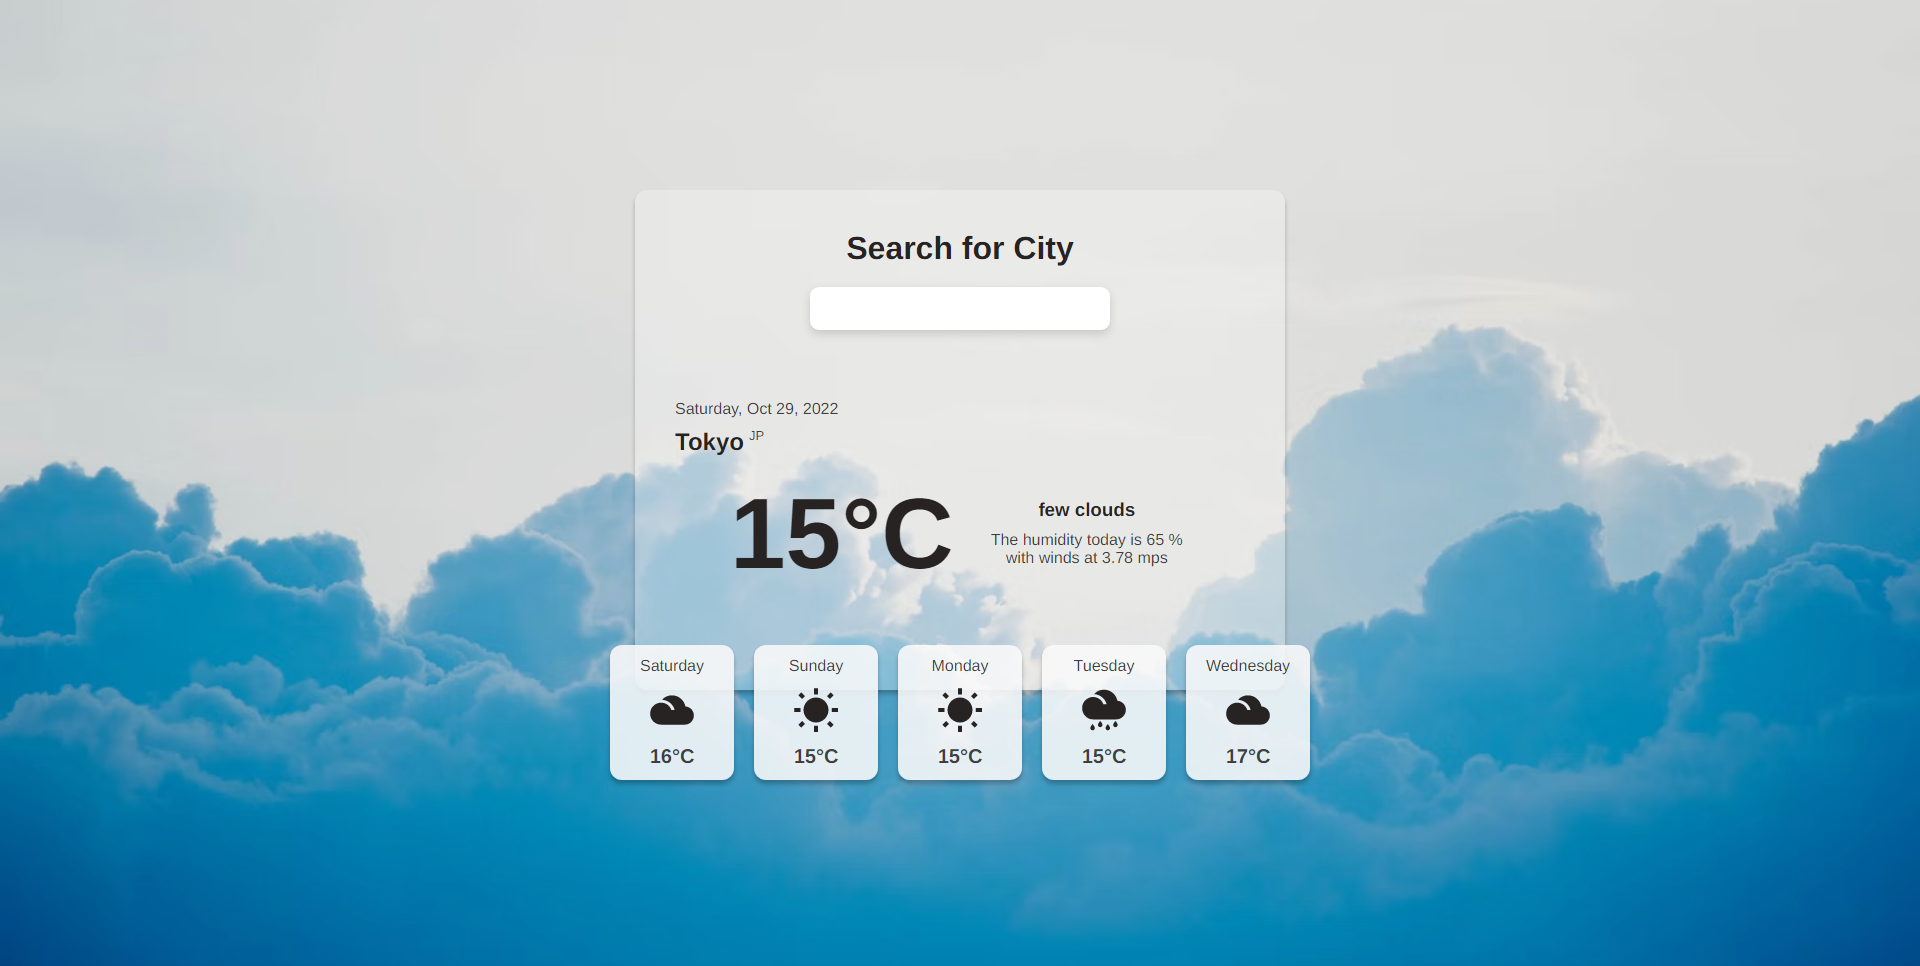 Search for City
Saturday, Oct 29, 2022
Tokyo JP
15°C
few clouds
The humidity today is 65 %
with winds at 3.78 mps
Saturday
16°C
Sunday
15°C
Monday
15°C
Tuesday
15°C
Wednesday
17°C